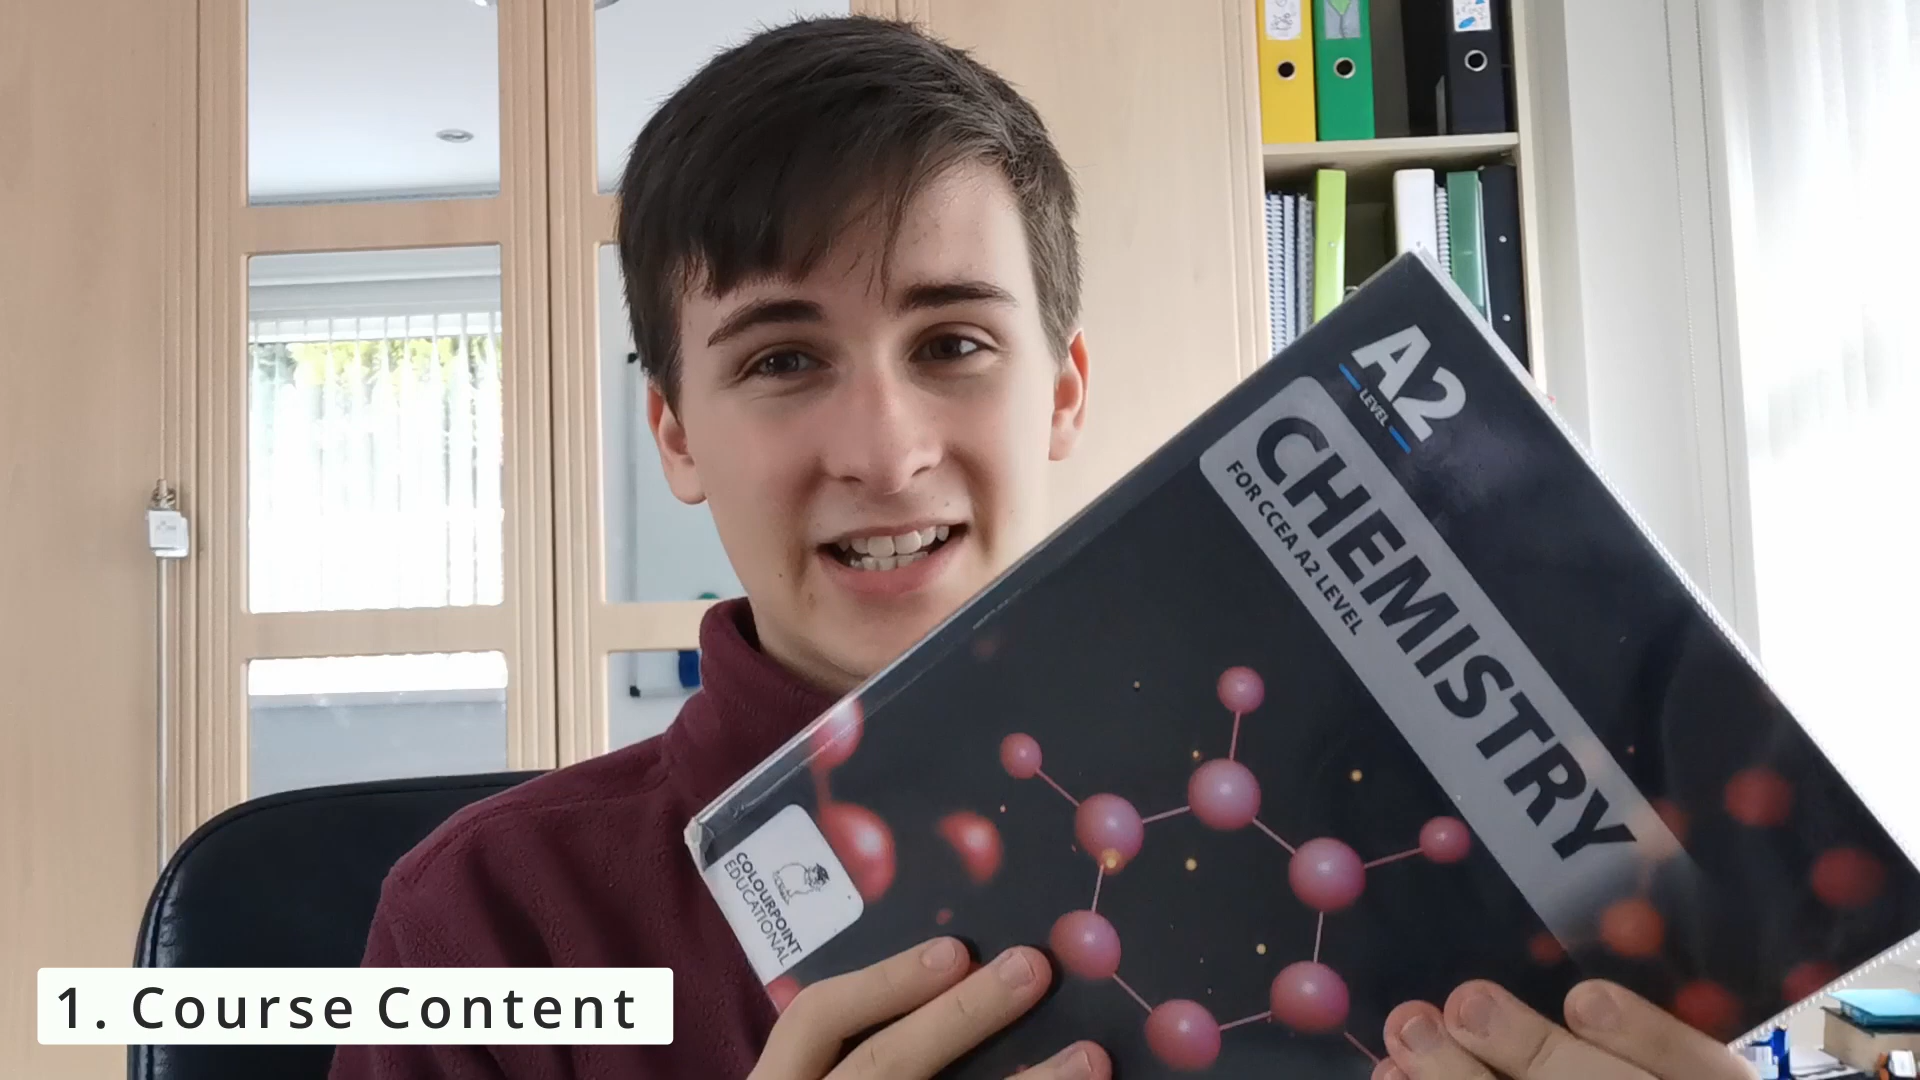 A2
LEVEL
CHEMISTRY
FOR CCEA A2 LEVEL
COLOURPOINT
EDUCATIONAL
1. Course Content